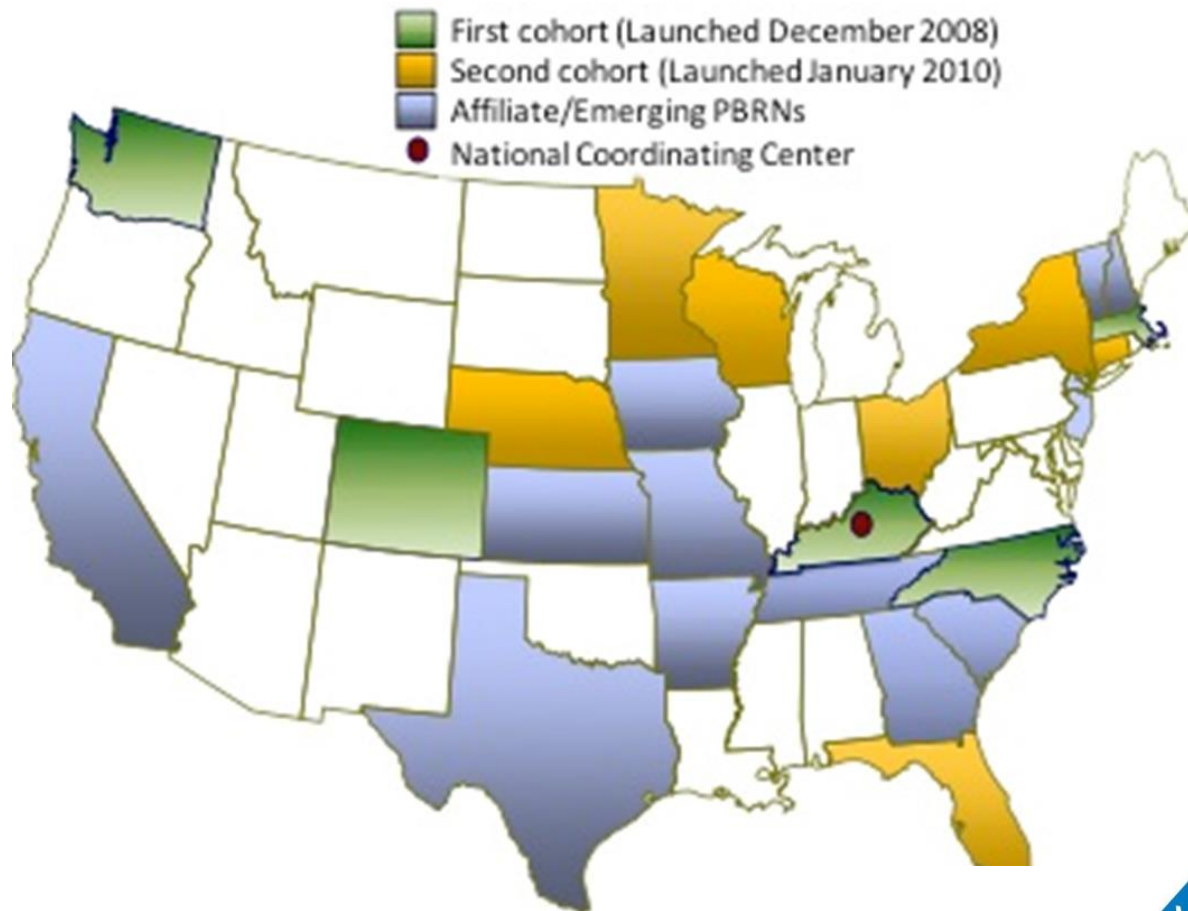 First cohort (Launched December 2008)
Second cohort (Launched January 2010)
Affiliate/Emerging PBRNs
National Coordinating Center